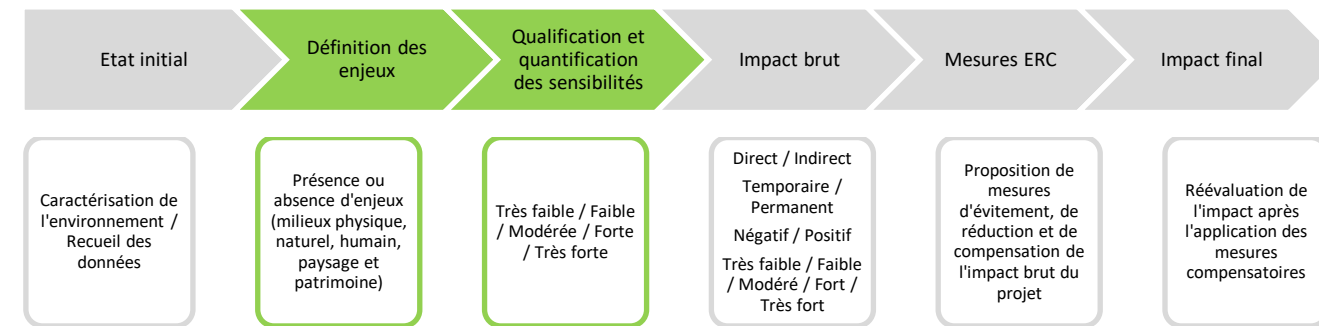 Etat initial
Définition des
enjeux
Qualification et
quantification
des sensibilités
Impact brut
Mesures ERC
Impact final
Caractérisation de
l'environnement /
Recueil des
données
Présence ou
absence d'enjeux
(milieux physique,
naturel, humain,
paysage et
patrimoine)
Très faible / Faible
/ Modérée / Forte
/ Très forte
Direct / Indirect
Temporaire /
Permanent
Négatif / Positif
Très faible / Faible
/ Modéré / Fort /
Très fort
Proposition de
mesures
d'évitement, de
réduction et de
compensation de
l'impact brut du
projet
Réévaluation de
l'impact après
l'application des
mesures
compensatoires